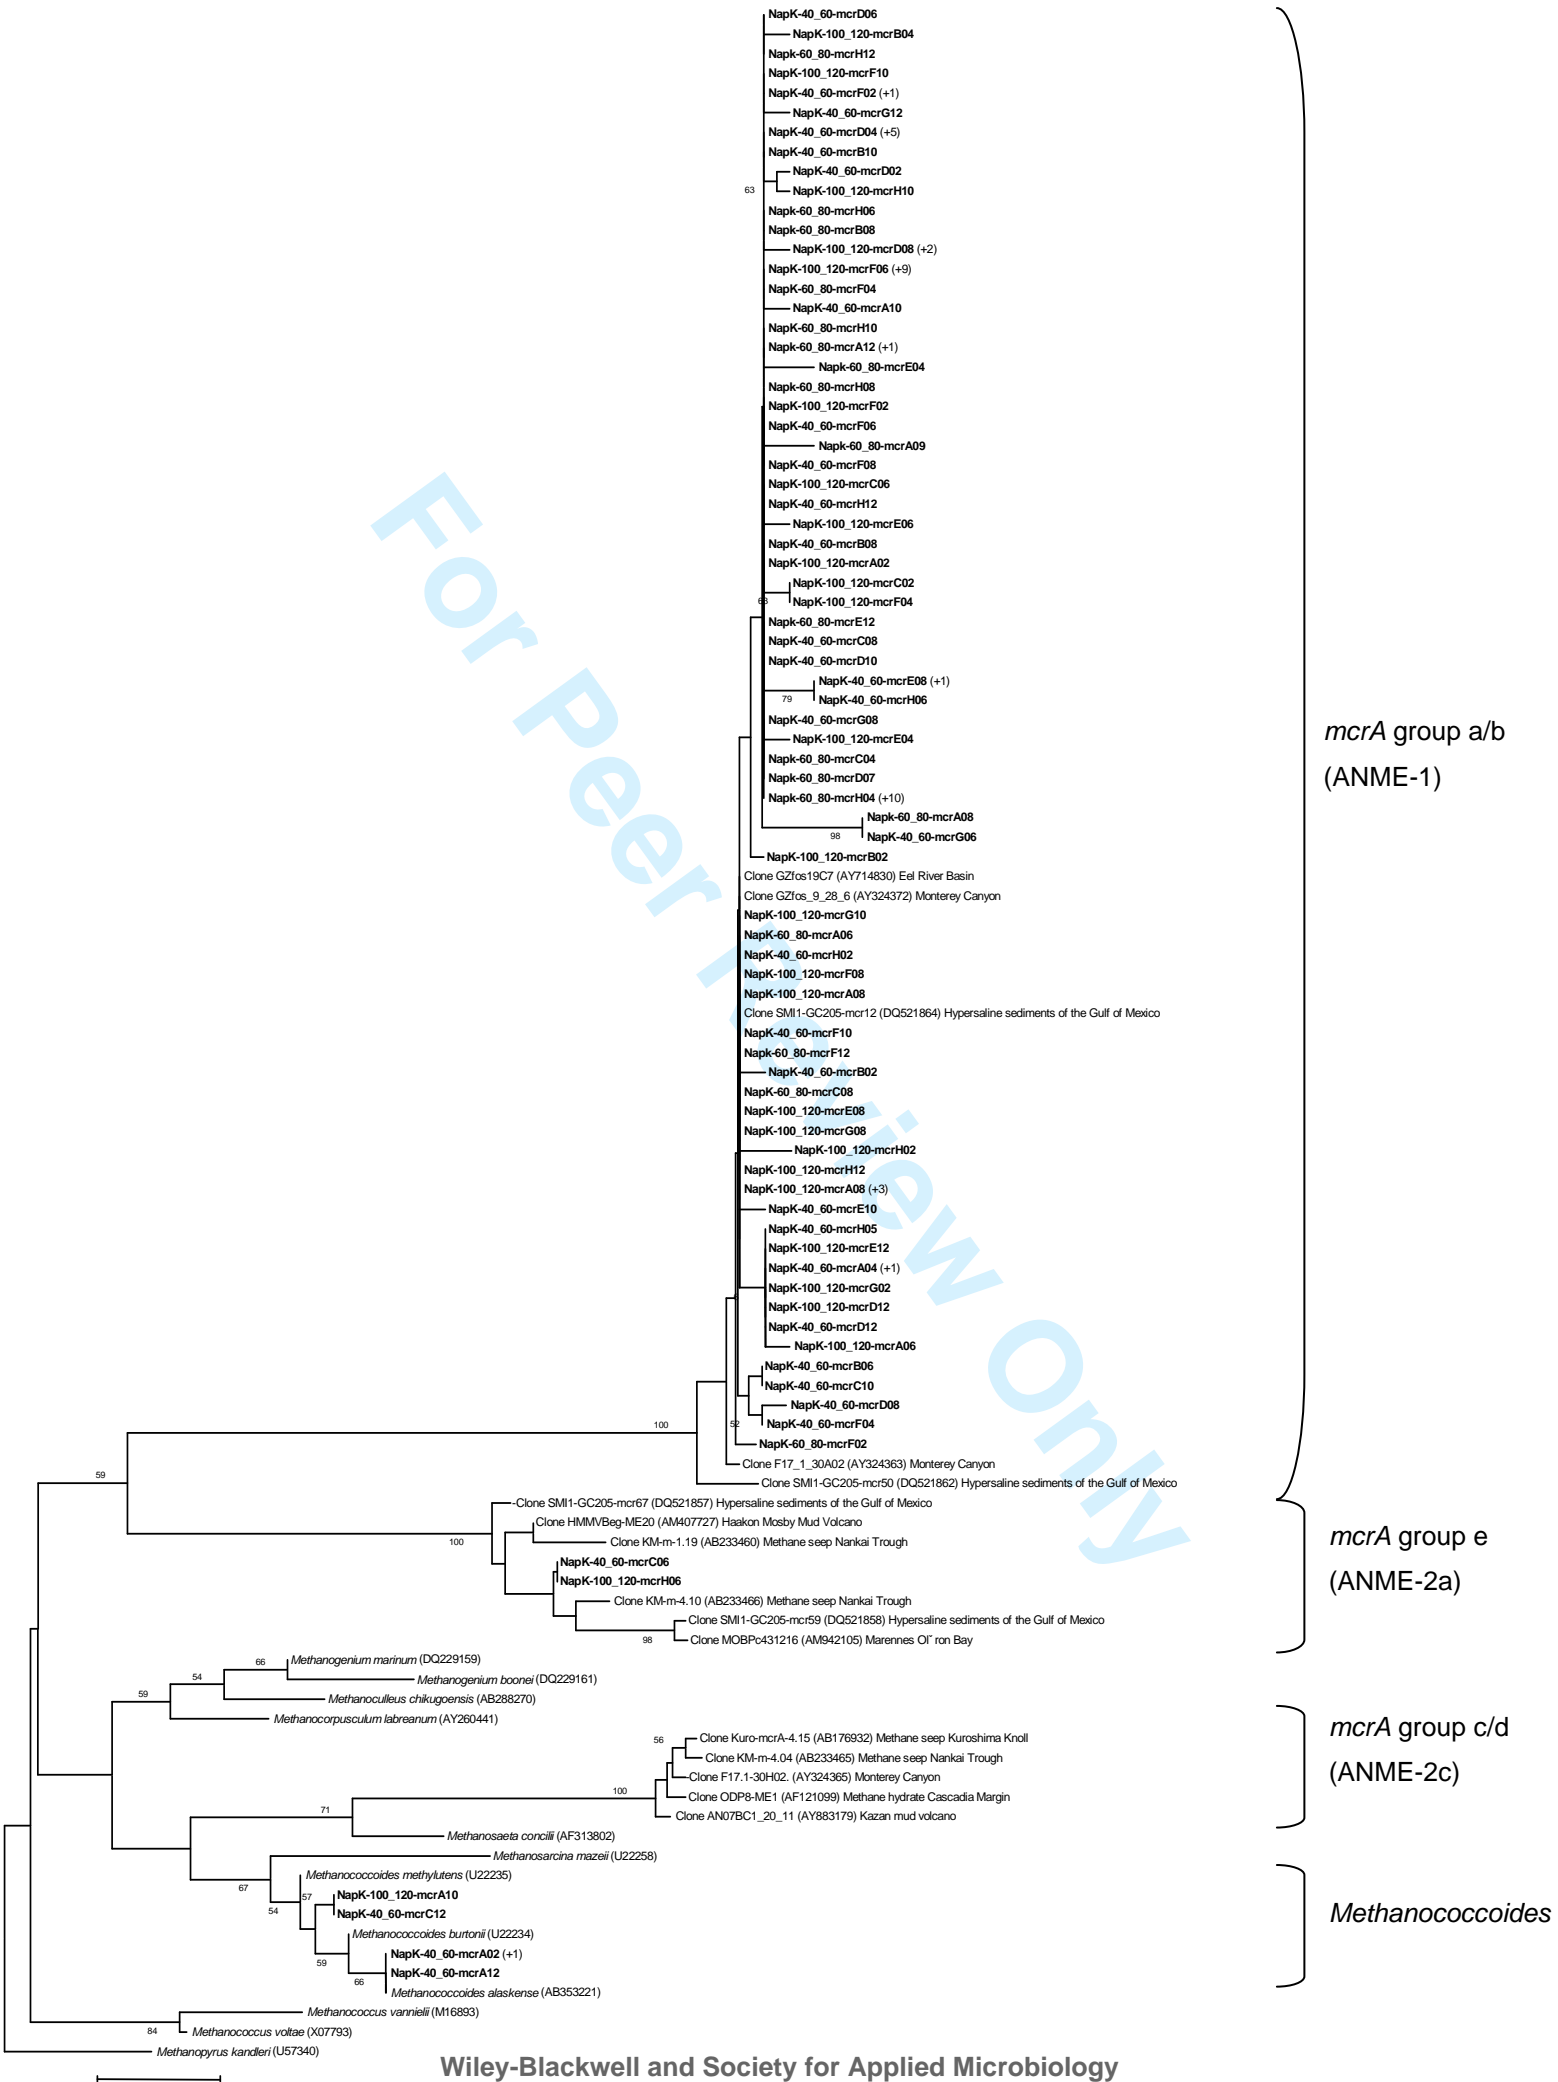 NapK-40_60-mcrD06
NapK-100_120-mcrB04
Napk-60_80-mcrH12
NapK-100_120-mcrF10
NapK-40_60-mcrF02 (+1)
NapK-40_60-mcrG12
NapK-40_60-mcrD04 (+5)
NapK-40_60-mcrB10
NapK-40_60-mcrD02
63
NapK-100_120-mcrH10
Napk-60_80-mcrH06
Napk-60_80-mcrB08
NapK-100_120-mcrD08 (+2)
NapK-100_120-mcrF06 (+9)
NapK-60_80-mcrF04
NapK-40_60-mcrA10
NapK-60_80-mcrH10
Napk-60_80-mcrA12 (+1)
Napk-60_80-mcrE04
Napk-60_80-mcrH08
NapK-100_120-mcrF02
NapK-40_60-mcrF06
Napk-60_80-mcrA09
NapK-40_60-mcrF08
NapK-100_120-mcrC06
NapK-40_60-mcrH12
NapK-100_120-mcrE06
NapK-40_60-mcrB08
NapK-100_120-mcrA02
NapK-100_120-mcrC02
NapK-100_120-mcrF04
Napk-60_80-mcrE12
NapK-40_60-mcrC08
NapK-40_60-mcrD10
NapK-40_60-mcrE08 (+1)
79
NapK-40_60-mcrH06
NapK-40_60-mcrG08
NapK-100_120-mcrE04
Napk-60_80-mcrC04
Napk-60_80-mcrD07
Napk-60_80-mcrH04 (+10)
Napk-60_80-mcrA08
98
NapK-40_60-mcrG06
NapK-100_120-mcrB02
Clone GZfos19C7 (AY714830) Eel River Basin
Clone GZfos_9_28_6 (AY324372) Monterey Canyon
NapK-100_120-mcrG10
NapK-60_80-mcrA06
NapK-40_60-mcrH02
NapK-100_120-mcrF08
NapK-100_120-mcrA08
Clone SMI1-GC205-mcr12 (DQ521864) Hypersaline sediments of the Gulf of Mexico
NapK-40_60-mcrF10
Napk-60_80-mcrF12
NapK-40_60-mcrB02
NapK-60_80-mcrC08
NapK-100_120-mcrE08
NapK-100_120-mcrG08
NapK-100_120-mcrH02
NapK-100_120-mcrH12
NapK-100_120-mcrA08 (+3)
NapK-40_60-mcrE10
NapK-40_60-mcrH05
NapK-100_120-mcrE12
NapK-40_60-mcrA04 (+1)
NapK-100_120-mcrG02
NapK-100_120-mcrD12
NapK-40_60-mcrD12
NapK-100_120-mcrA06
NapK-40_60-mcrB06
NapK-40_60-mcrC10
NapK-40_60-mcrD08
52
NapK-40_60-mcrF04
100
NapK-60_80-mcrF02
Clone F17_1_30A02 (AY324363) Monterey Canyon
59
Clone SMI1-GC205-mcr50 (DQ521862) Hypersaline sediments of the Gulf of Mexico
mcrA group a/b
(ANME-1)
Clone SMI1-GC205-mcr67 (DQ521857) Hypersaline sediments of the Gulf of Mexico
Clone HMMVBeg-ME20 (AM407727) Haakon Mosby Mud Volcano
100
Clone KM-m-1.19 (AB233460) Methane seep Nankai Trough
NapK-40_60-mcrC06
NapK-100_120-mcrH06
Clone KM-m-4.10 (AB233466) Methane seep Nankai Trough
Clone SMI1-GC205-mcr59 (DQ521858) Hypersaline sediments of the Gulf of Mexico
98
Clone MOBPc431216 (AM942105) Marennes Olˇ ron Bay
mcrA group e
(ANME-2a)
66
Methanogenium marinum (DQ229159)
54
Methanogenium boonei (DQ229161)
59
Methanoculleus chikugoensis (AB288270)
Methanocorpusculum labreanum (AY260441)
56
Clone Kuro-mcrA-4.15 (AB176932) Methane seep Kuroshima Knoll
Clone KM-m-4.04 (AB233465) Methane seep Nankai Trough
Clone F17.1-30H02. (AY324365) Monterey Canyon
100
Clone ODP8-ME1 (AF121099) Methane hydrate Cascadia Margin
71
Clone AN07BC1_20_11 (AY883179) Kazan mud volcano
mcrA group c/d
(ANME-2c)
Methanosaeta concilii (AF313802)
Methanosarcina mazeii (U22258)
67
Methanococcoides methylutens (U22235)
57
NapK-100_120-mcrA10
54
NapK-40_60-mcrC12
Methanococcoides burtonii (U22234)
59
NapK-40_60-mcrA02 (+1)
66
NapK-40_60-mcrA12
Methanococcoides alaskense (AB353221)
Methanococcoides
Methanococcus vannielii (M16893)
84
Methanococcus voltae (X07793)
Methanopyrus kandleri (U57340)
For Peer Review Only
Wiley-Blackwell and Society for Applied Microbiology